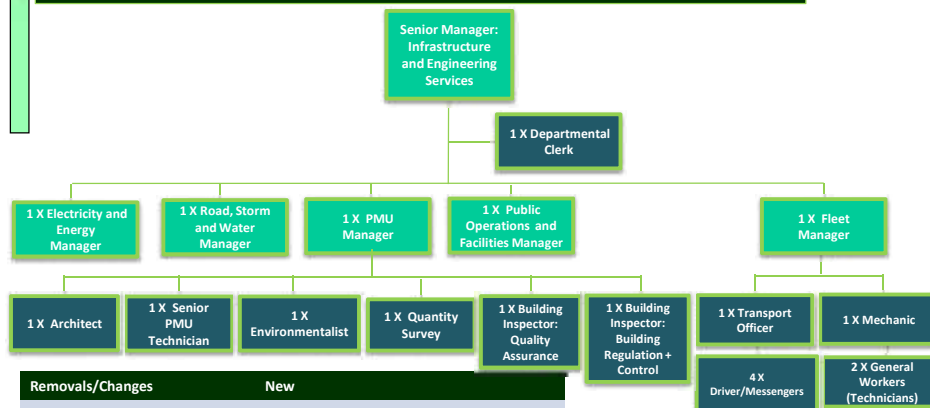 Senior Manager:
Infrastructure
and Engineering
Services
1 X Departmental
Clerk
1 X Electricity and
Energy
Manager
1 X Road, Storm
and Water
Manager
1 X PMU
Manager
1 X Public
Operations and
Facilities Manager
1 X Fleet
Manager
1 X Architect
1 X Senior
PMU
Technician
1 X
Environmentalist
1 X Quantity
Survey
1 X Building
Inspector:
Quality
Assurance
1 X Building
Inspector:
Building
Regulation +
Control
1 X Transport
Officer
1 X Mechanic
4 X
Driver/Messengers
2 X General
Workers
(Technicians)
Removals/Changes New